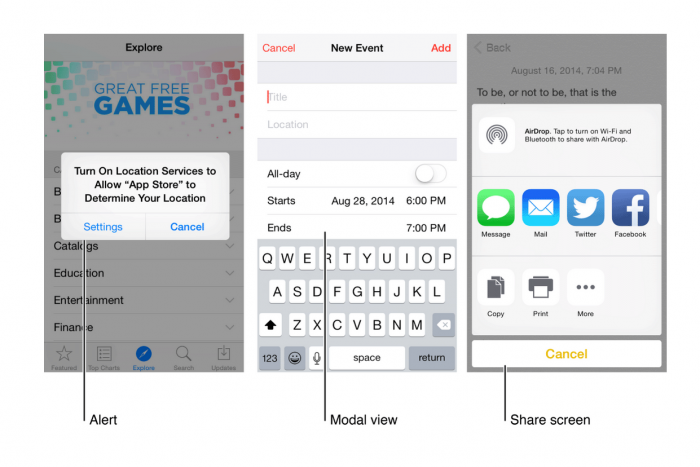 Explore
GREAT FREE
GAMES
Turn On Location Services to
Allow “App Store” to
Determine Your Location
Settings
Cancel
Catalogs
Education
Entertainment
Finance
Featured
Top Charts
Explore
Search
Updates
Alert
Cancel
New Event
Add
Title
Location
All-day
Starts
Aug 28, 2014
6:00 PM
Ends
7:00 PM
Q W E R T Y U I O P
A S D F G H J K L
Z X C V B N M
123
space
return
Modal view
Back
August 16, 2014, 7:04 PM
To be, or not to be, that is the
AirDrop. Tap to turn on Wi-Fi and
Bluetooth to share with AirDrop.
Message
Mail
Twitter
Facebook
Copy
Print
More
Cancel
Share screen